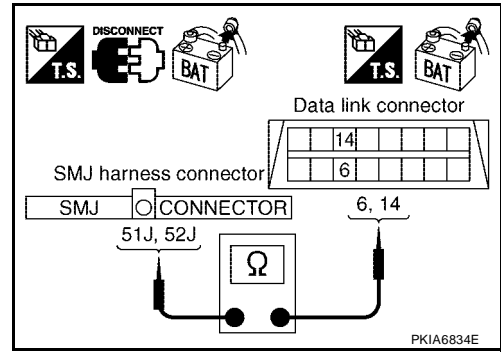 DISCONNECT
T.S.
BAT
T.S.
BAT
Data link connector
14
6
SMJ harness connector
SMJ CONNECTOR
51J, 52J
6, 14
Ω
PKIA6834E